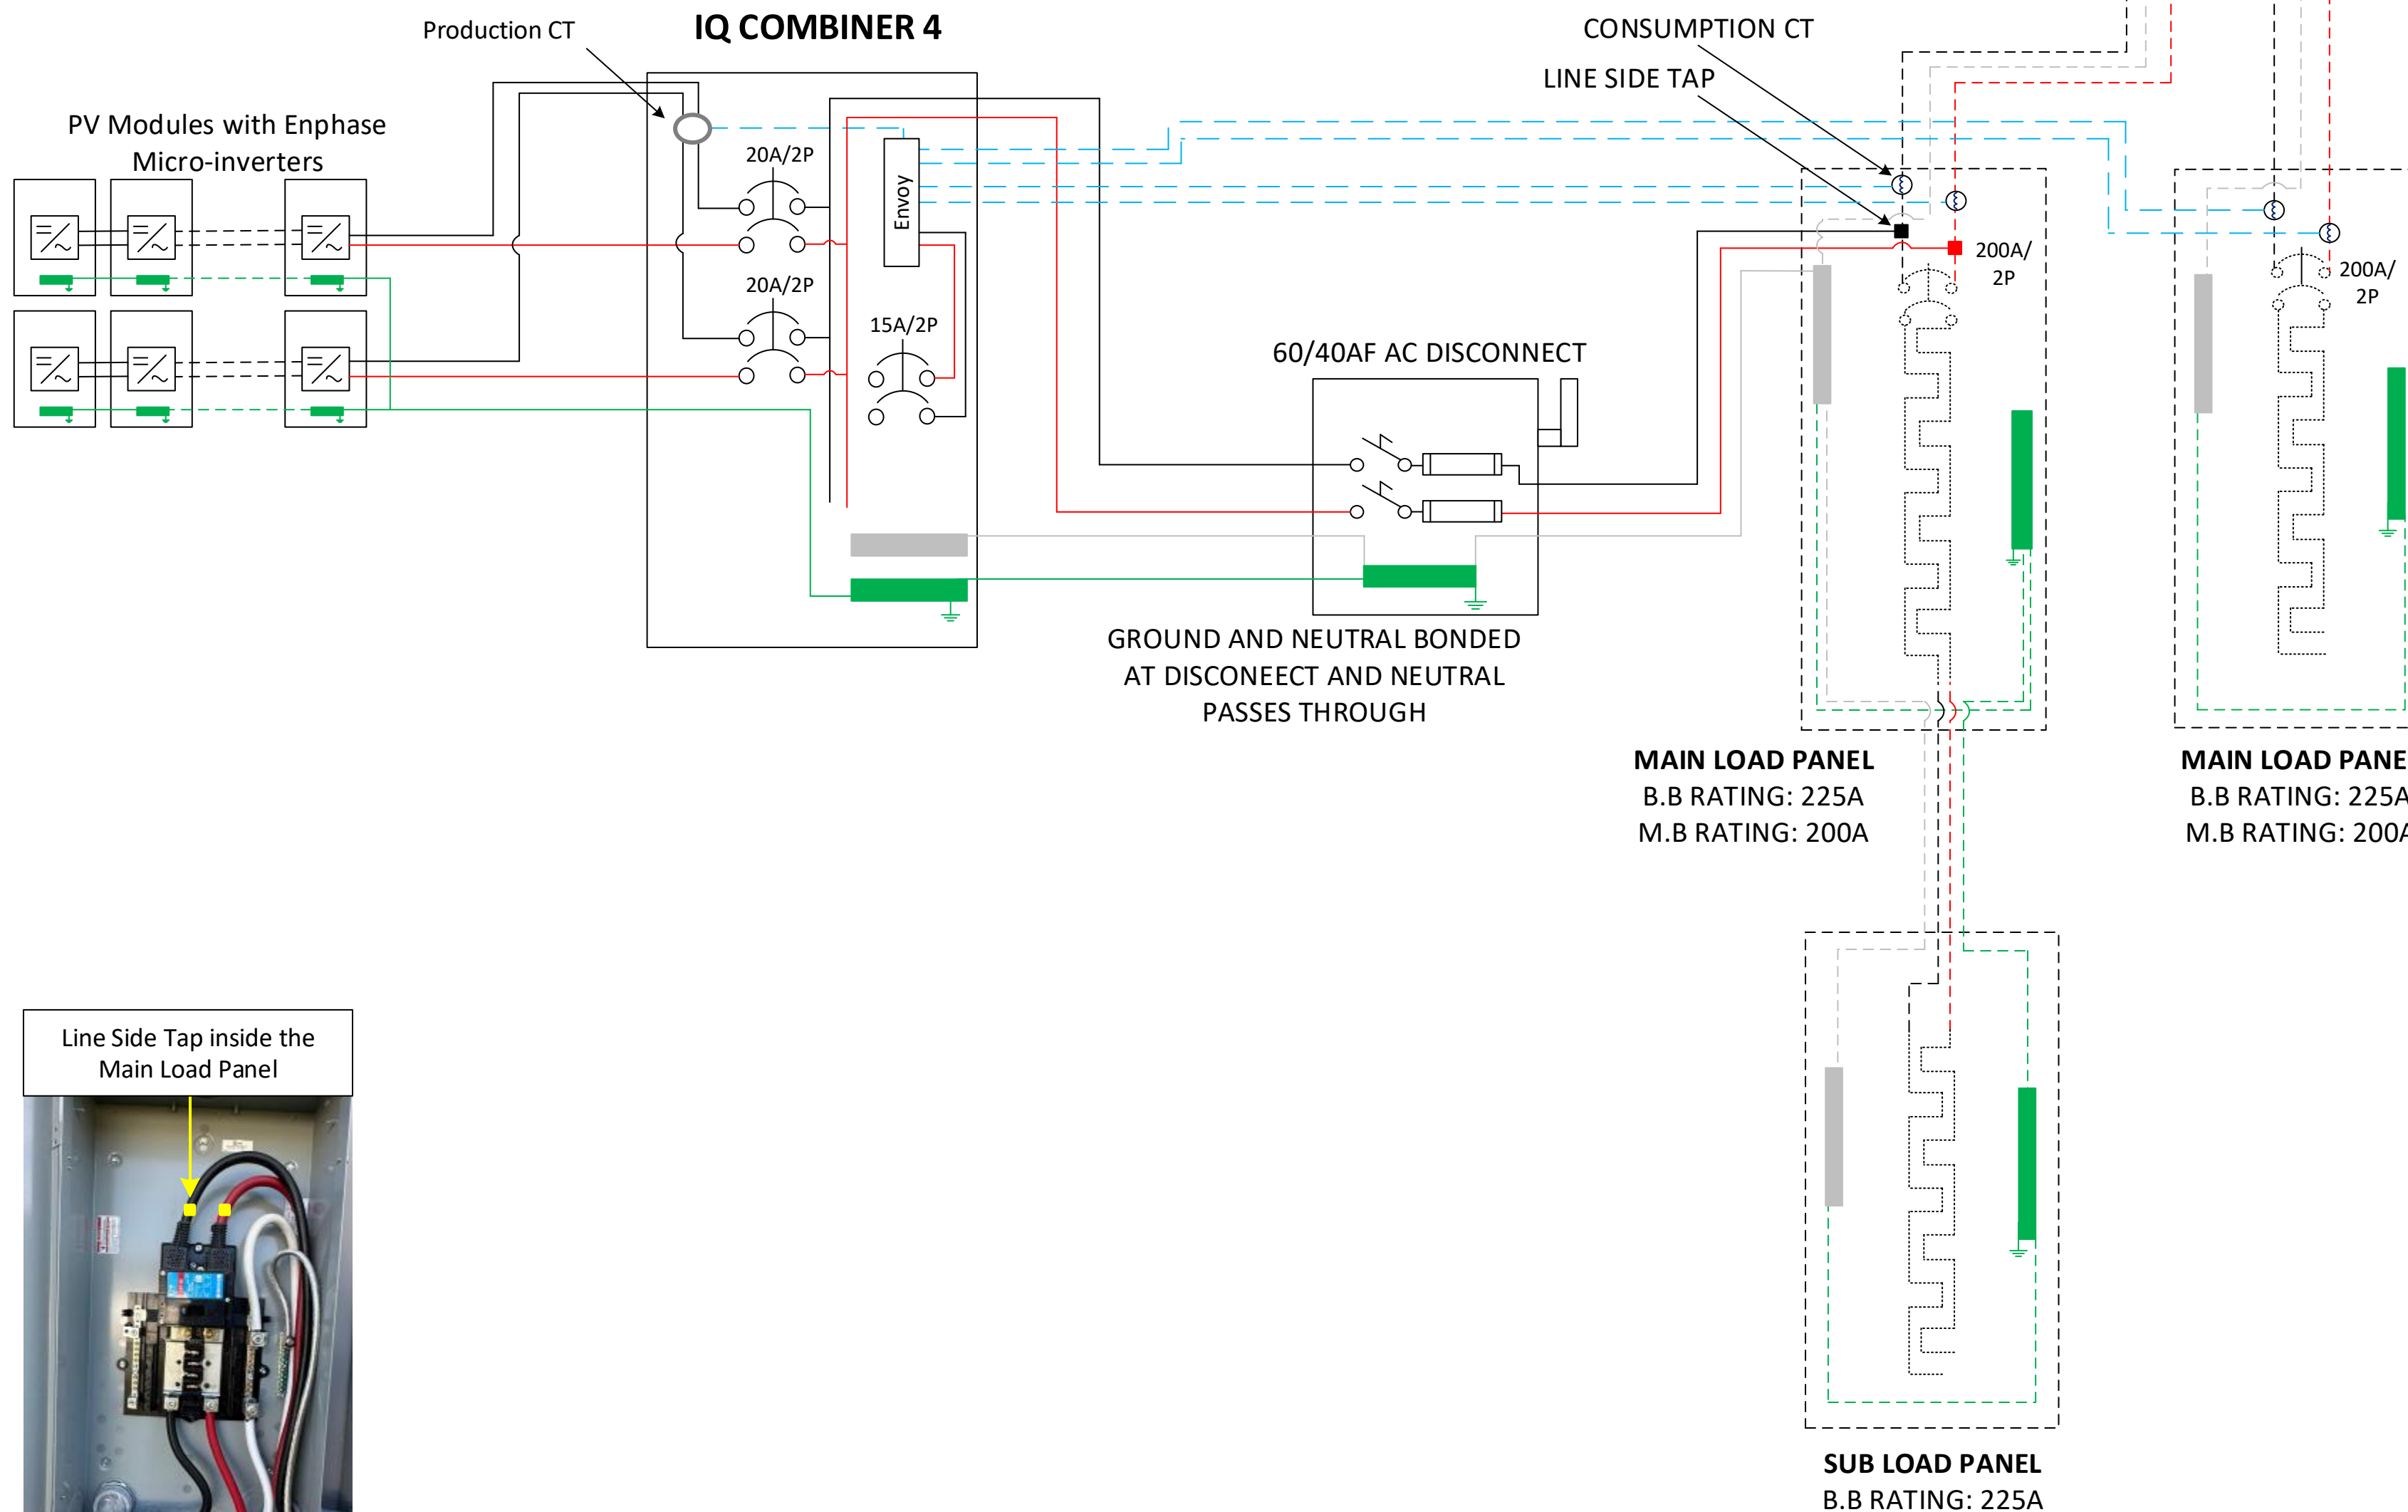 Production CT
IQ COMBINER 4
CONSUMPTION CT
LINE SIDE TAP
PV Modules with Enphase
Micro-inverters
20A/2P
Envoy
20A/2P
15A/2P
200A/
2P
200A/
2P
60/40AF AC DISCONNECT
GROUND AND NEUTRAL BONDED
AT DISCONEECT AND NEUTRAL
PASSES THROUGH
MAIN LOAD PANEL
B.B RATING: 225A
M.B RATING: 200A
MAIN LOAD PANE
B.B RATING: 225A
M.B RATING: 200A
Line Side Tap inside the
Main Load Panel
SUB LOAD PANEL
B.B RATING: 225A